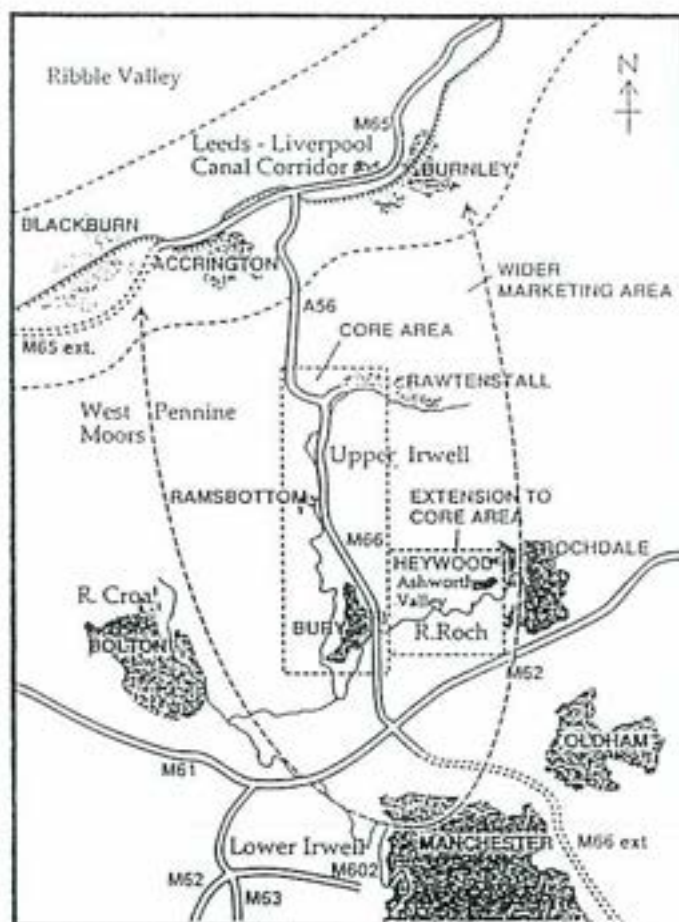 Ribble Valley
N
M65
Leeds - Liverpool
Canal Corridor
BURNLEY
BLACKBURN
ACCRINGTON
WIDER
MARKETING AREA
A56
CORE AREA
M65 ext.
RAWTENSTALL
West Pennine
Moors
Upper Irwell
RAMSBOTTOM
EXTENSION TO
CORE AREA
M66
ROCHDALE
HEYWOOD
Ashworth
Valley
R. Croal
BURY
R.Roch
BOLTON
M62
OLDHAM
M61
Lower Irwell
MANCHESTER
M66 ext
M602
M62
M63